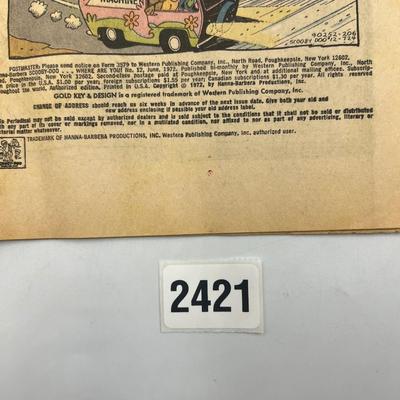 MACHINE
90252-206
SCOOBY DOO #12-727
POSTMASTER: Please send notice on Form 3579 to Western Publishing Company, Inc., North Road, Poughkeepsie, New York 12602.
nna-Barbera SCOOBY-DOO . . . WHERE ARE YOU! No. 12, June, 1972. Published bi-monthly by Western Publishing Company, Inc., North
Poughkeepsie, New York 12602. Second-class postage paid at Poughkeepsie, New York and at additional mailing offices. Subscrip-
price in the U.S.A. $1.00 per year; foreign subscriptions $1.55 per year; Canadian subscriptions $1.30 per year. All rights reserved
throughout the world. Authorized edition. Printed in U.S.A. Copyright © 1972, by Hanna-Barbera Productions, Inc.
GOLD KEY & DESIGN is a registered trademark of Western Publishing Company, Inc.
CHANGE OF ADDRESS should reach us six weeks in advance of the next issue date. Give both your old and
new address enclosing if possible your old address label.
his Periodical may not be sold except by authorized dealers and is sold subject to the conditions that it shall not be sold or distributed
ith any part of its cover or markings removed, nor in a mutilated condition, nor affixed to nor as part of any advertising, literary or
ther matter whatsoever.
TRADEMARK OF HANNA-BARBERA PRODUCTIONS, INC. Western Publishing Company, Inc. authorized user.
2421